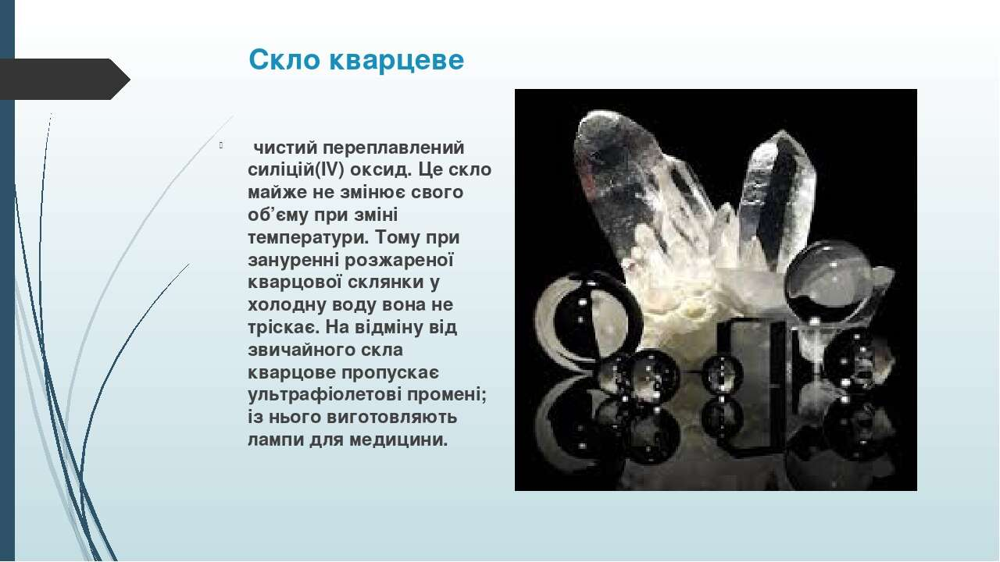 Скло кварцеве
чистий переплавлений
силіцій(IV) оксид. Це скло
майже не змінює свого
об’єму при зміні
температури. Тому при
зануренні розжареної
кварцової склянки у
холодну воду вона не
тріскає. На відміну від
звичайного скла
кварцове пропускає
ультрафіолетові промені;
із нього виготовляють
лампи для медицини.